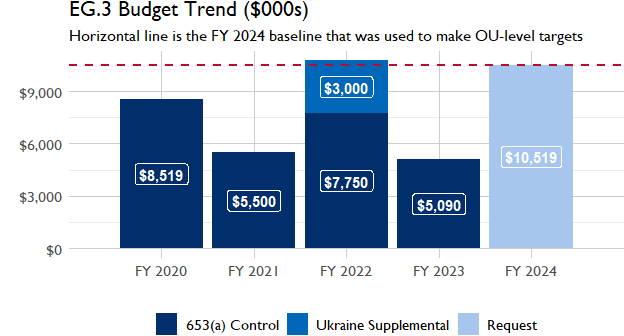 EG.3 Budget Trend ($000s)
Horizontal line is the FY 2024 baseline that was used to make OU-level targets
$9,000
$6,000
$3,000
$0
$8,519
$5,500
$3,000
$7,750
$5,090
$10,519
FY 2020 FY 2021 FY 2022 FY 2023 FY 2024
653(a) Control Ukraine Supplemental Request